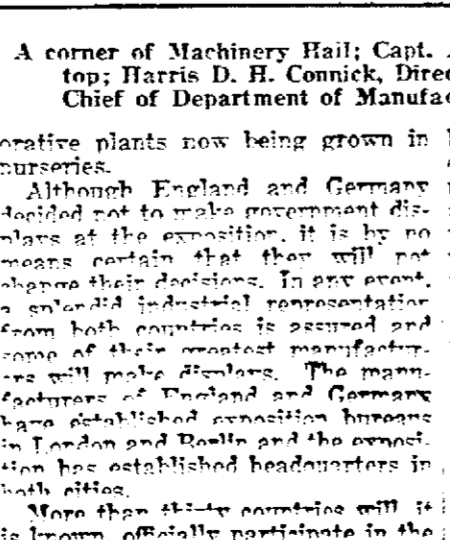 A corner of Machinery Hall; Capt.
top; Harris D. H. Connick, Direc
Chief of Department of Manufac
orative plants now being grown in
nurseries.
Although England and Germany
decided not to make government dis-
plays at the exposition, it is by no
means certain that they will not
change their decisions. In any event,
a splendid industrial representation
from both countries is assured and
some of their greatest manufactur-
ers will make displays. The manu-
facturers of England and Germany
have established exposition bureaus
in London and Berlin and the exposi-
tion has established headquarters in
both cities.
More than thirty countries will, it
is known, officially participate in the